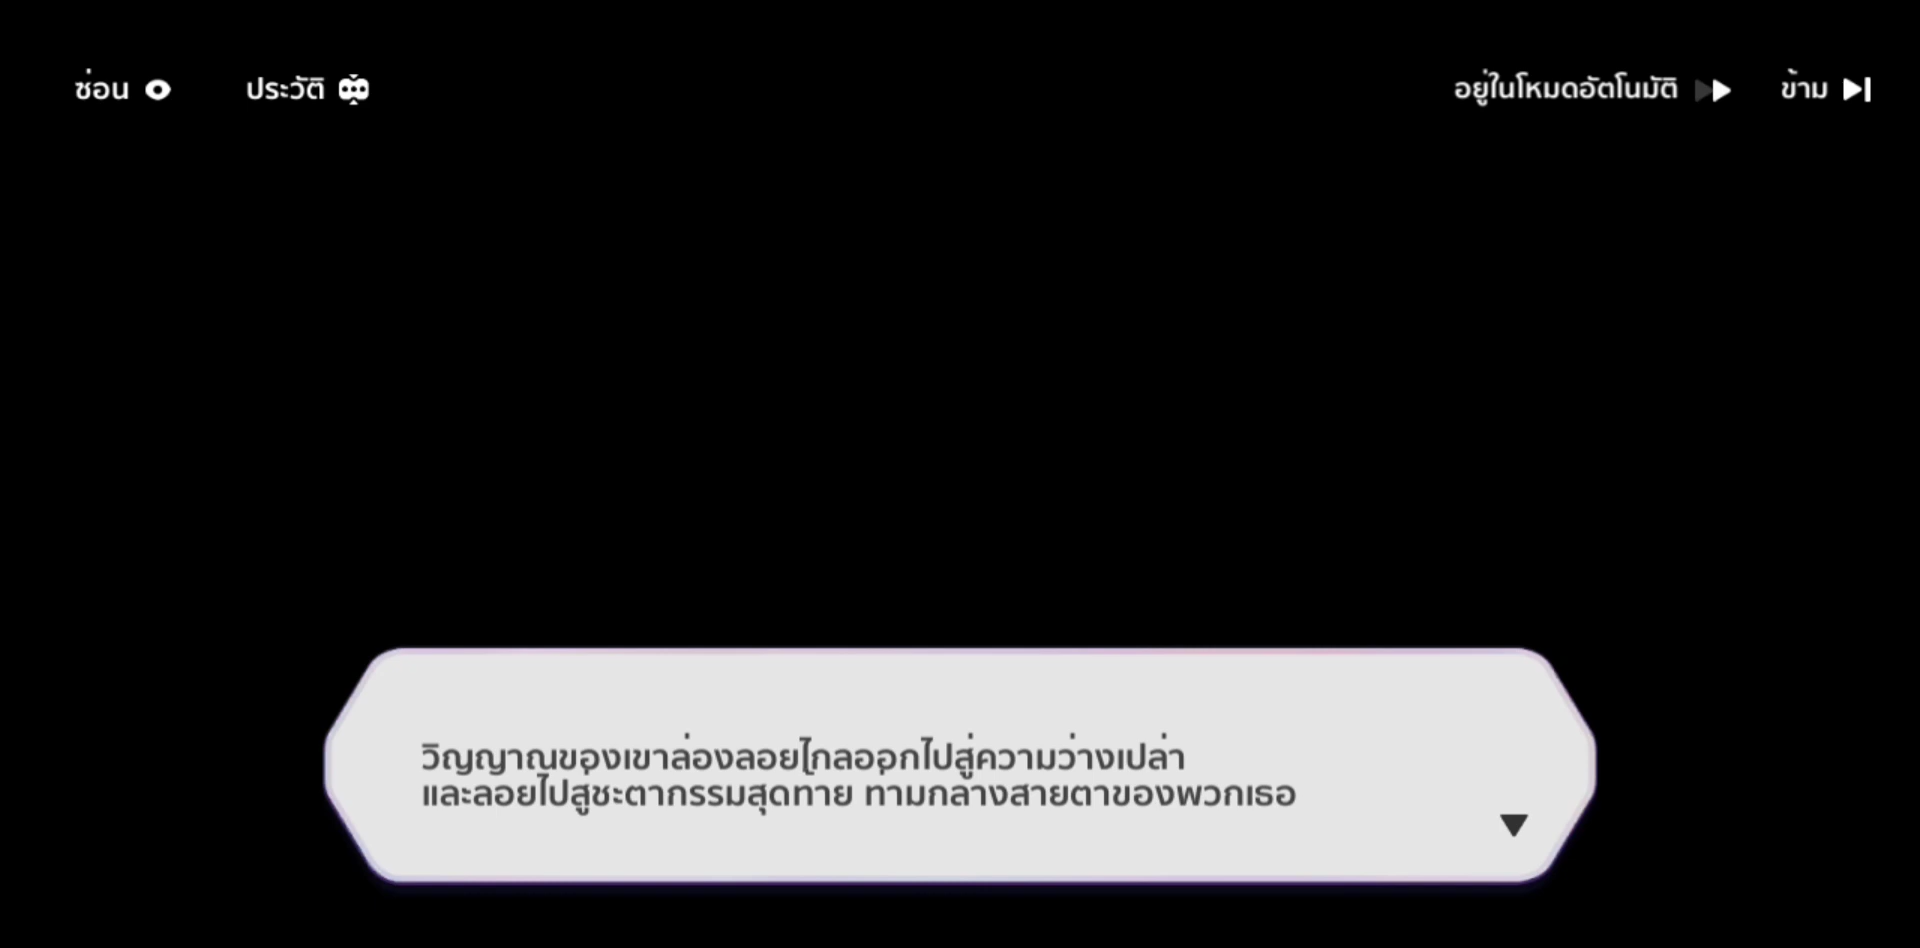 ซ่อน
ประวัติ
อยู่ในโหมดอัตโนมัติ
ข้าม
วิญญาณของเขาล่องลอยไกลออกไปสู่ความว่างเปล่า
และลอยไปสู่ชะตากรรมสุดทาย ทามกลางสายตาของพวกเธอ